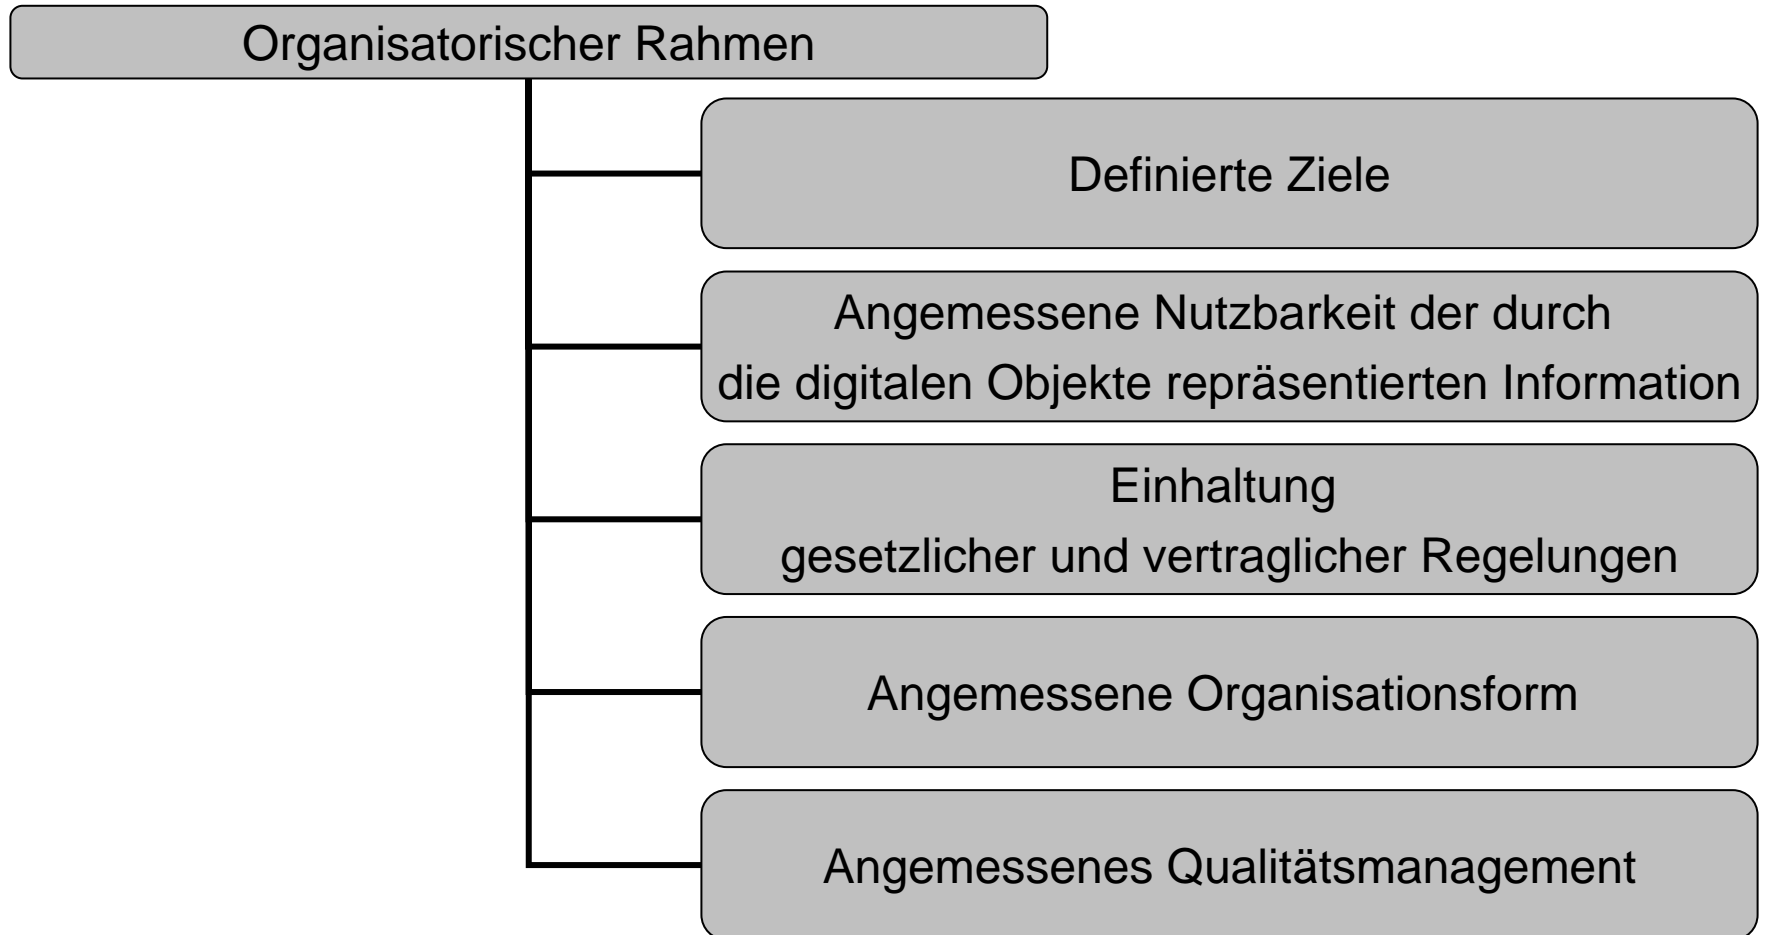 Organisatorischer Rahmen
Definierte Ziele
Angemessene Nutzbarkeit der durch
die digitalen Objekte repräsentierten Information
Einhaltung
gesetzlicher und vertraglicher Regelungen
Angemessene Organisationsform
Angemessenes Qualitätsmanagement